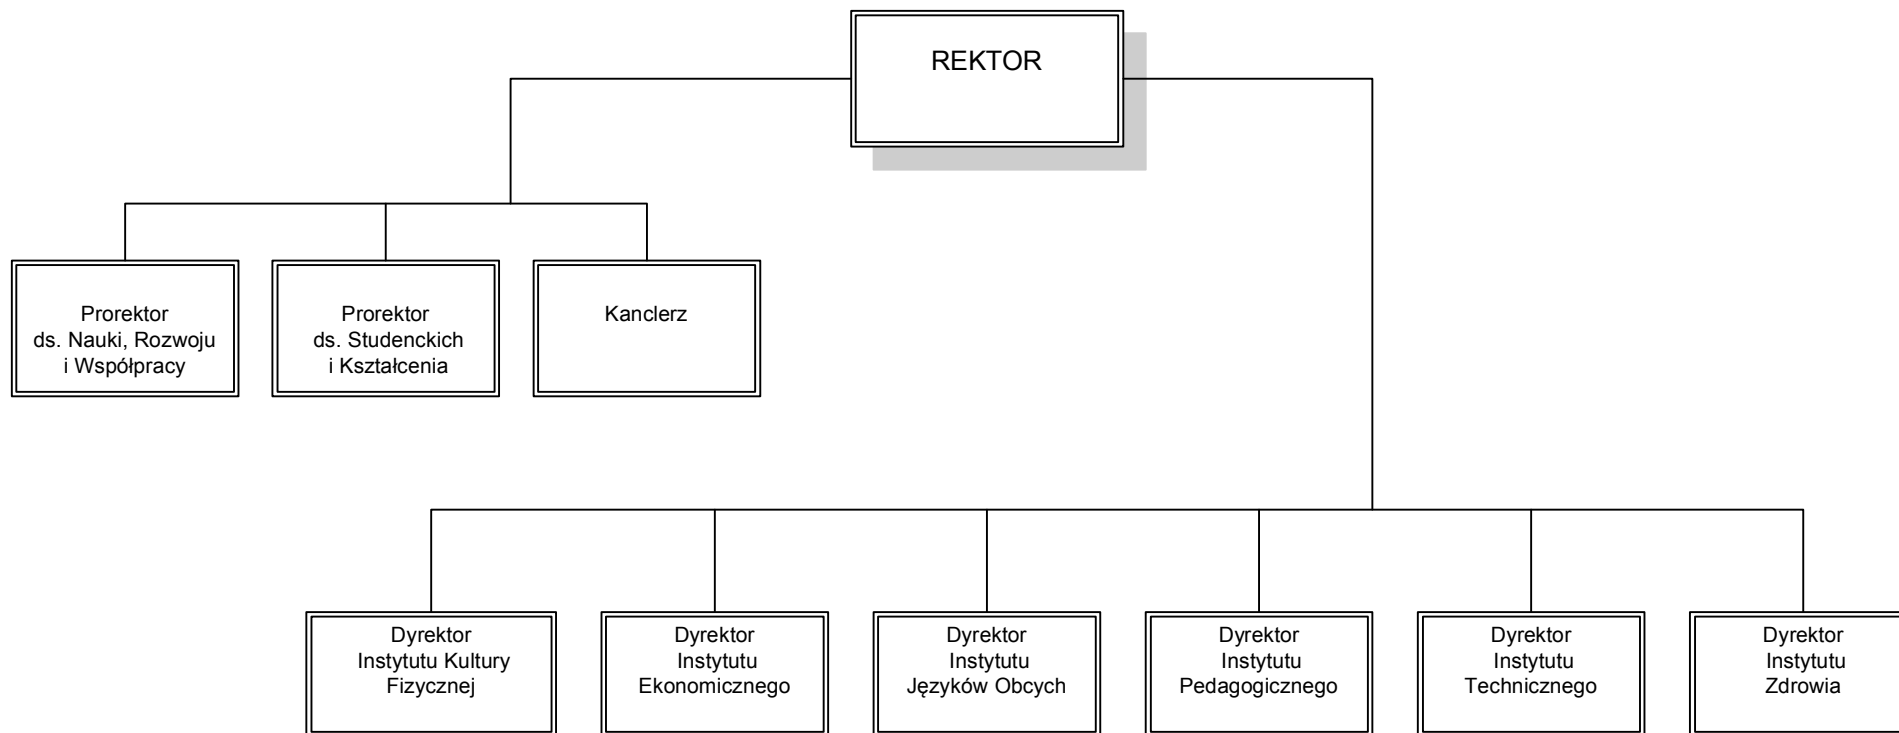 REKTOR
Prorektor
ds. Nauki, Rozwoju
i Współpracy
Prorektor
ds. Studenckich
i Kształcenia
Kanclerz
Dyrektor
Instytutu Kultury
Fizycznej
Dyrektor
Instytutu
Ekonomicznego
Dyrektor
Instytutu
Języków Obcych
Dyrektor
Instytutu
Pedagogicznego
Dyrektor
Instytutu
Technicznego
Dyrektor
Instytutu
Zdrowia